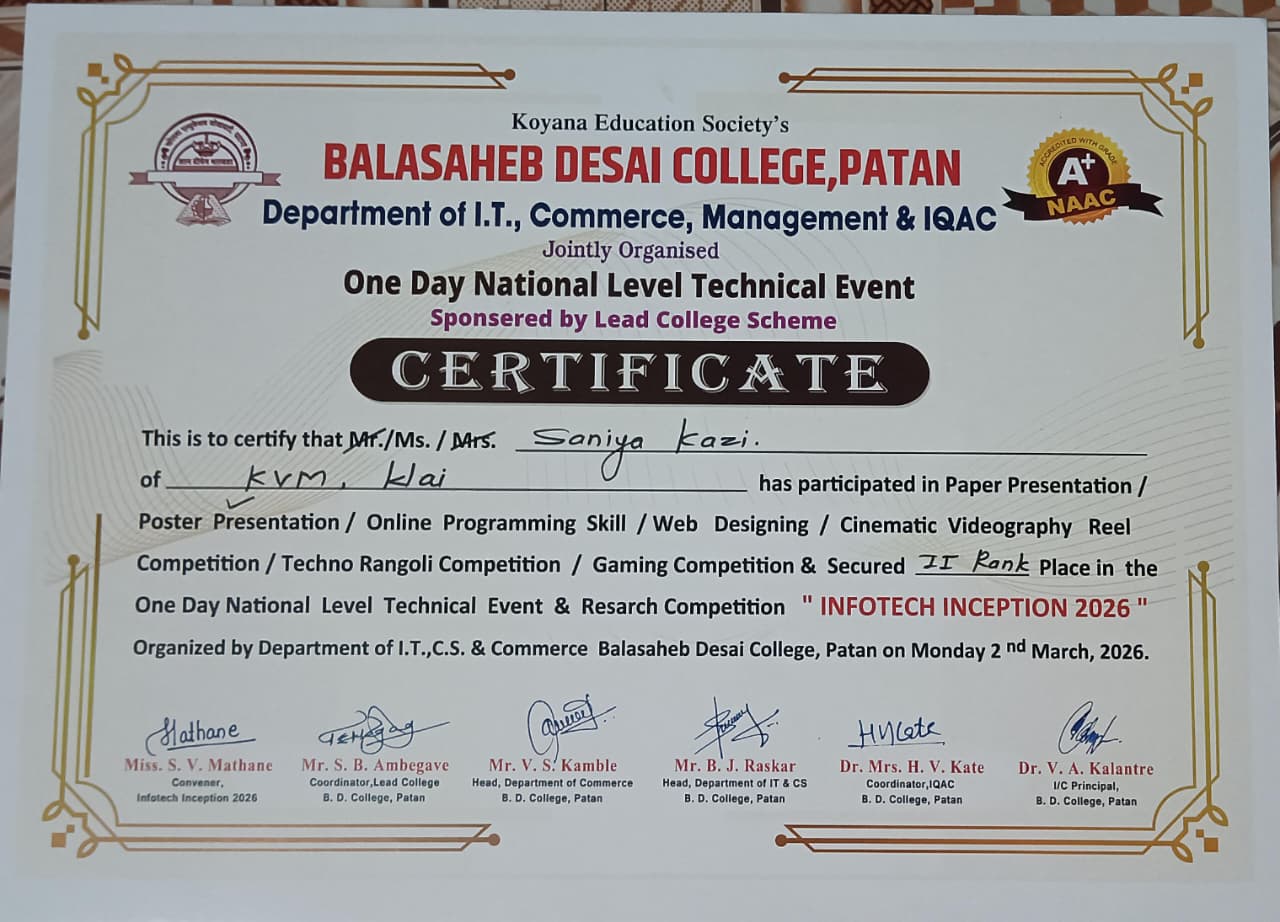 Koyana Education Society's
BALASAHEB DESAI COLLEGE,PATAN
ACCREDITED WITH GRADE
A+
NAAC
Department of I.T., Commerce, Management & IQAC
Jointly Organised
One Day National Level Technical Event
Sponsered by Lead College Scheme
CERTIFICATE
This is to certify that Mr./Ms. / Mrs. Saniya Kazi.
of KVM, Wai has participated in Paper Presentation /
Poster Presentation / Online Programming Skill / Web Designing / Cinematic Videography Reel
Competition / Techno Rangoli Competition / Gaming Competition & Secured II Rank Place in the
One Day National Level Technical Event & Resarch Competition " INFOTECH INCEPTION 2026 "
Organized by Department of I.T.,C.S. & Commerce Balasaheb Desai College, Patan on Monday 2 nd March, 2026.
SMathane
HVKate
Miss. S. V. Mathane Mr. S. B. Ambegave Mr. V. S. Kamble Mr. B. J. Raskar Dr. Mrs. H. V. Kate Dr. V. A. Kalantre
Convener, Coordinator,Lead College Head, Department of Commerce Head, Department of IT & CS Coordinator,IQAC I/C Principal,
Infotech Inception 2026 B. D. College, Patan B. D. College, Patan B. D. College, Patan B. D. College, Patan B. D. College, Patan